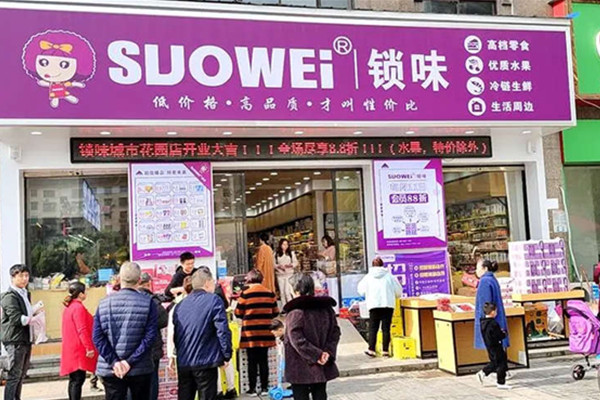 SUOWEi® 锁味
低价格·高品质·才叫性价比
高档零食
优质水果
冷链生鲜
生活周边
锁味城市花园店开业大吉！！！全场尽享8.8折!!!（水果，特价除外）
SUOWEi 锁味
会员88折